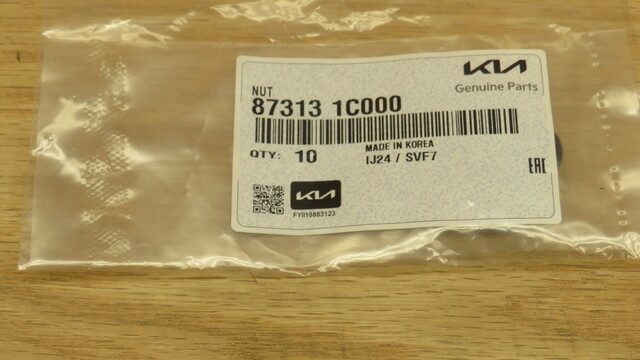 KIA
Genuine Parts
NUT
87313 1C000
MADE IN KOREA
QTY: 10
IJ24 / SVF7
EAC
KIA
FY010883123